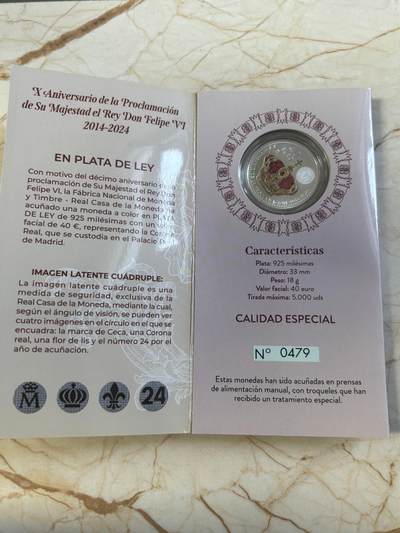 X Aniversario de la Proclamación
de Su Majestad el Rey Don Felipe VI
2014-2024
EN PLATA DE LEY
Con motivo del décimo aniversario de
proclamación de Su Majestad el Rey Don
Felipe VI, la Fábrica Nacional de Moneda
y Timbre - Real Casa de la Moneda ha
acuñado una moneda a color en PLATA
DE LEY de 925 milésimas con un
facial de 40 €, representando la
Real, que se custodia en el Palacio
de Madrid.
IMAGEN LATENTE CUÁDRUPLE:
La imagen latente cuádruple es una
medida de seguridad, exclusiva de la
Real Casa de la Moneda, mediante la cual,
según el ángulo de visión, se pueden ver
cuatro imágenes en el círculo en el que se
encuadra: la marca de Ceca, una Corona
real, una flor de lis y el número 24 por el
año de acuñación.
M
24
Características
Plata: 925 milésimas
Diámetro: 33 mm
Peso: 18 g
Valor facial: 40 euro
Tirada máxima: 5.000 uds
CALIDAD ESPECIAL
Nº 0479
Estas monedas han sido acuñadas en prensas
de alimentación manual, con troqueles que han
recibido un tratamiento especial.